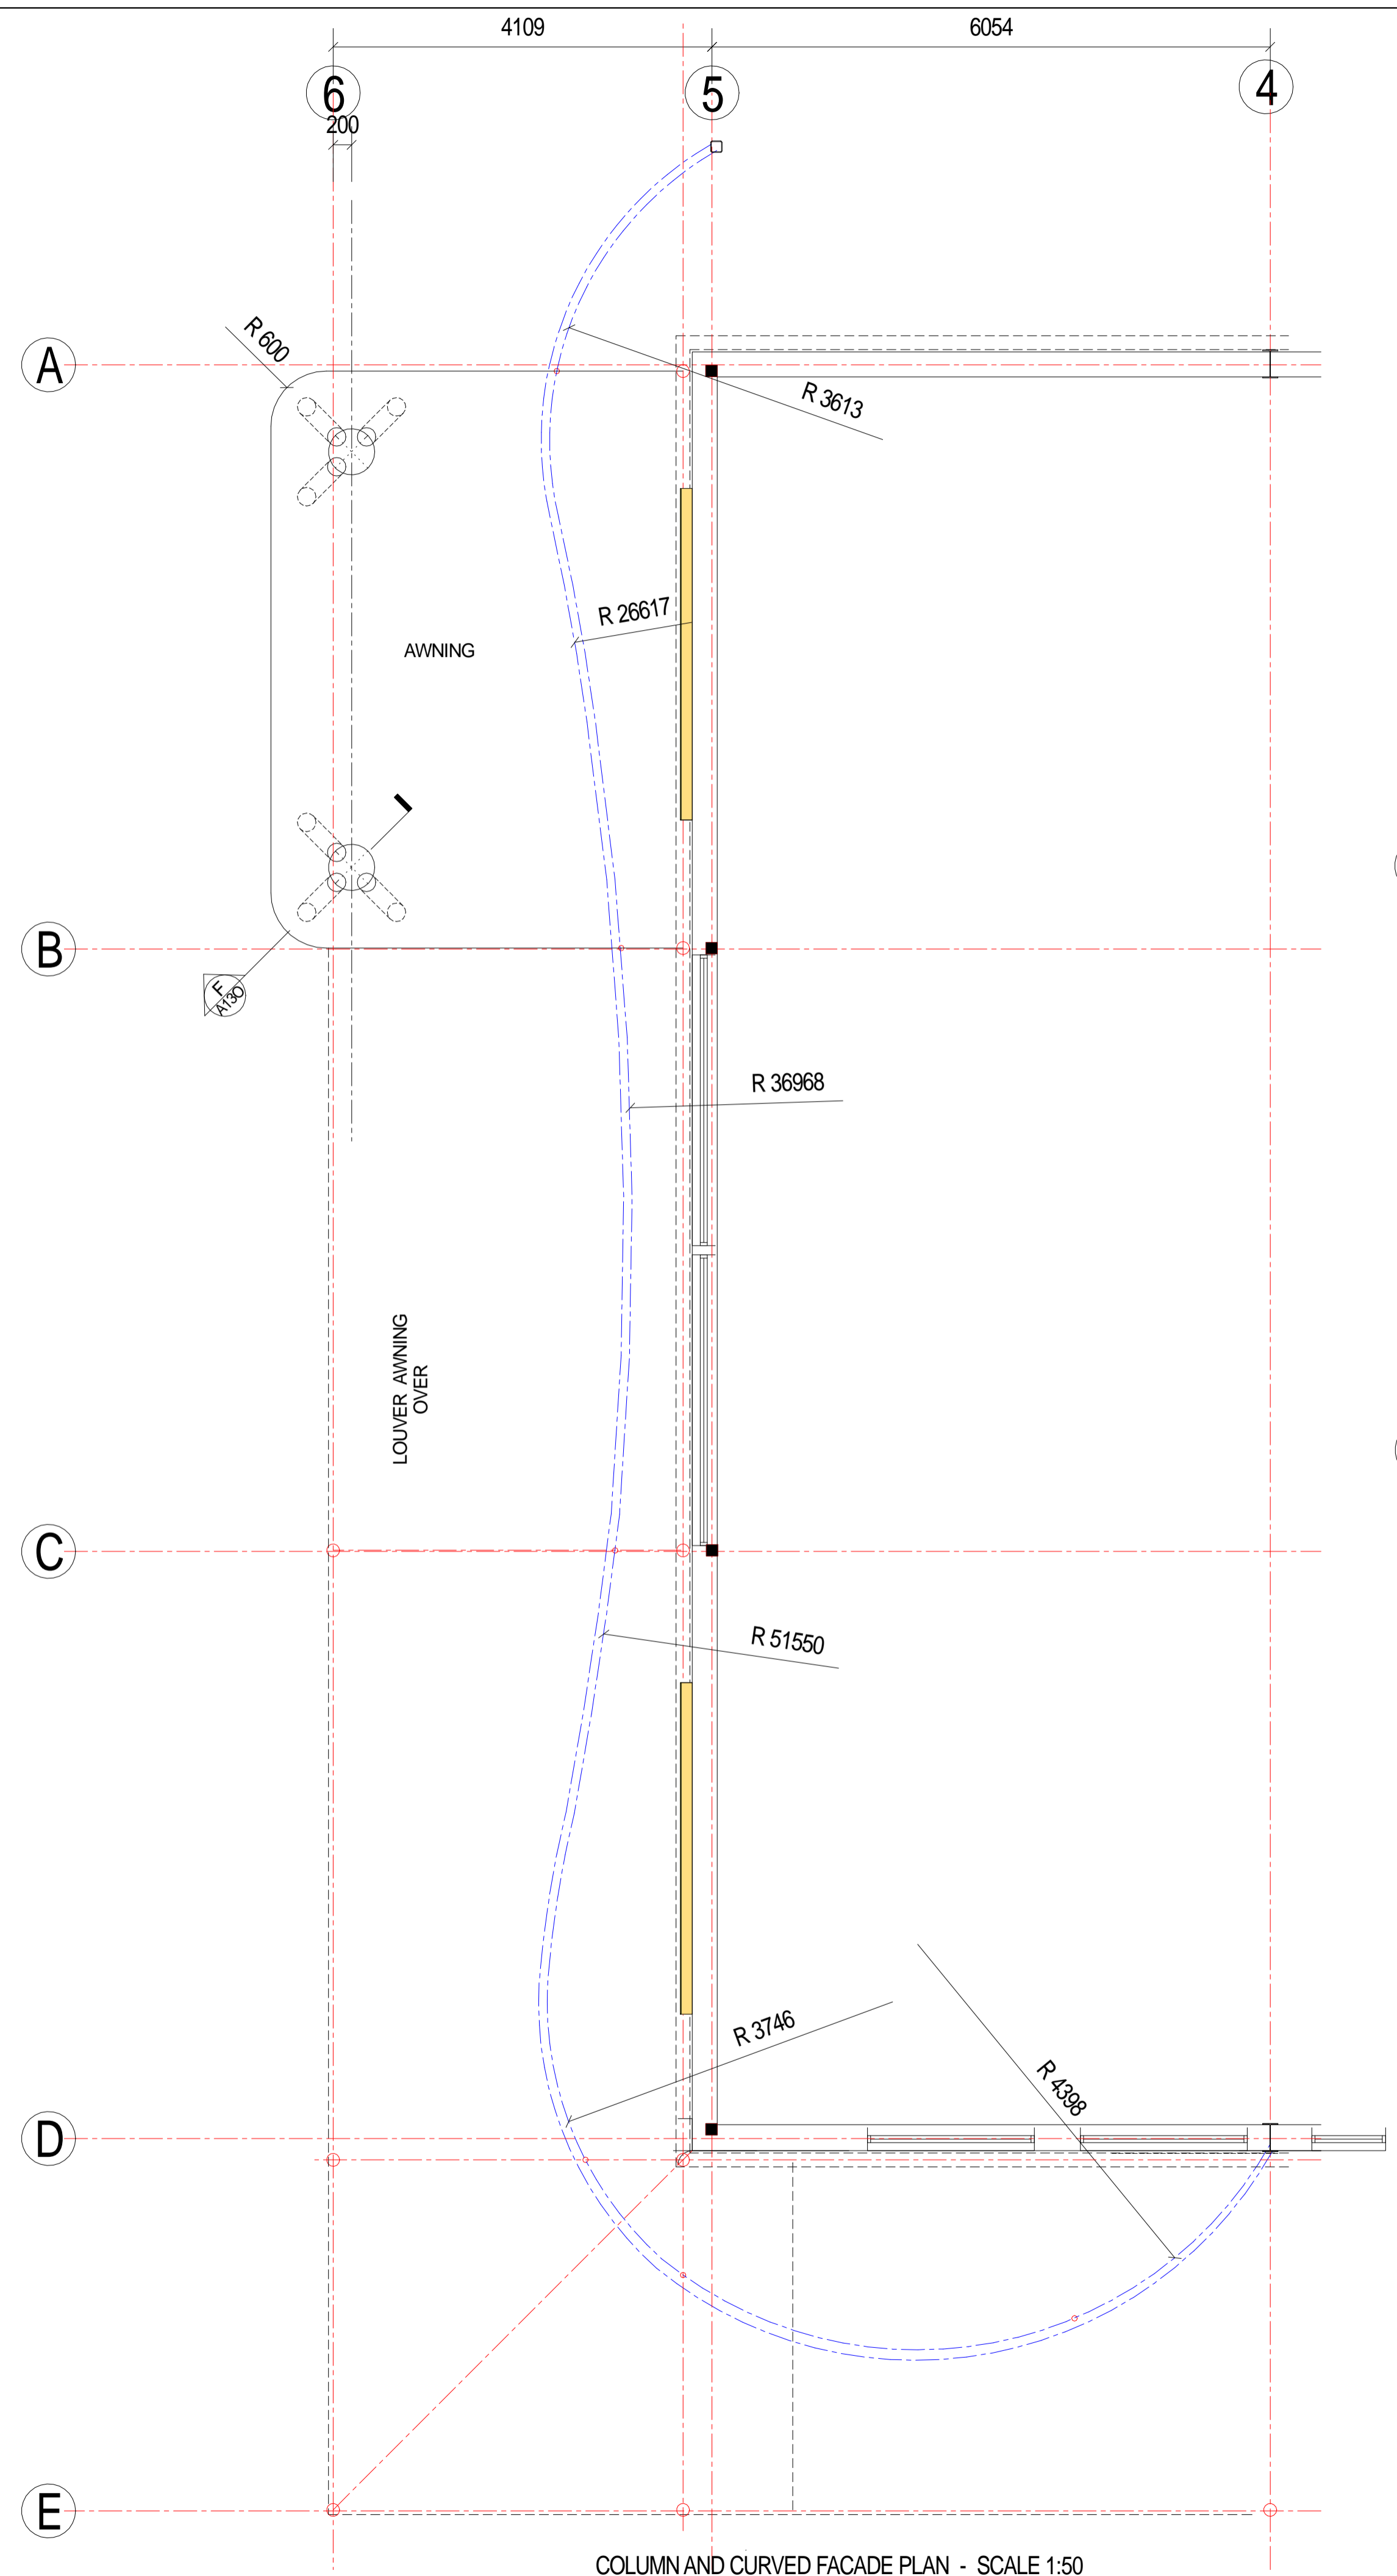 4109
6054
6
5
4
200
R 600
A
R 3613
R 26617
AWNING
B
F
A130
R 36968
LOUVER AWNING
OVER
C
R 51550
R 3746
R 4398
D
E
COLUMN AND CURVED FACADE PLAN - SCALE 1:50